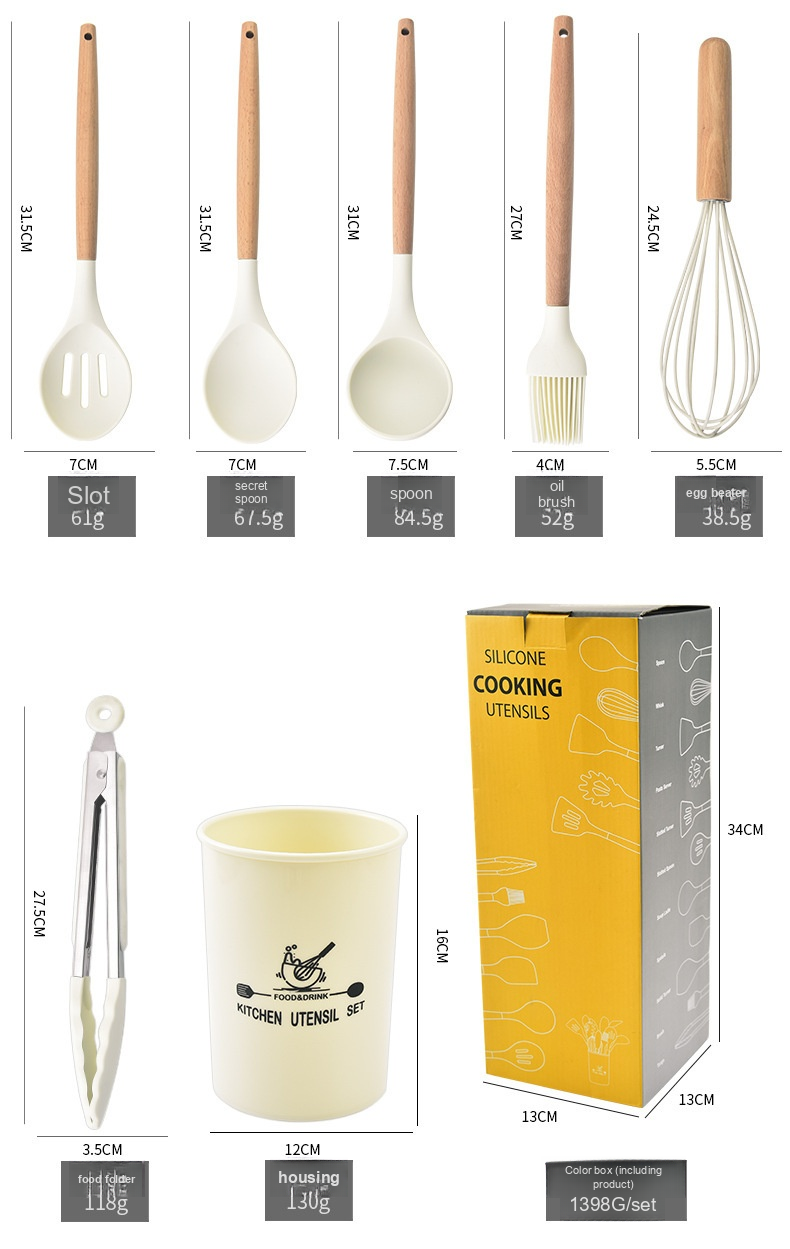 31.5CM
31.5CM
31CM
27CM
24.5CM
7CM
7CM
7.5CM
4CM
5.5CM
Slot
61g
secret
spoon
67.5g
spoon
84.5g
oil
brush
52g
egg beater
38.5g
SILICONE
COOKING
UTENSILS
34CM
27.5CM
16CM
FOOD&DRINK
KITCHEN UTENSIL SET
13CM
13CM
3.5CM
12CM
food folder
118g
housing
130g
Color box (including
product)
1398G/set